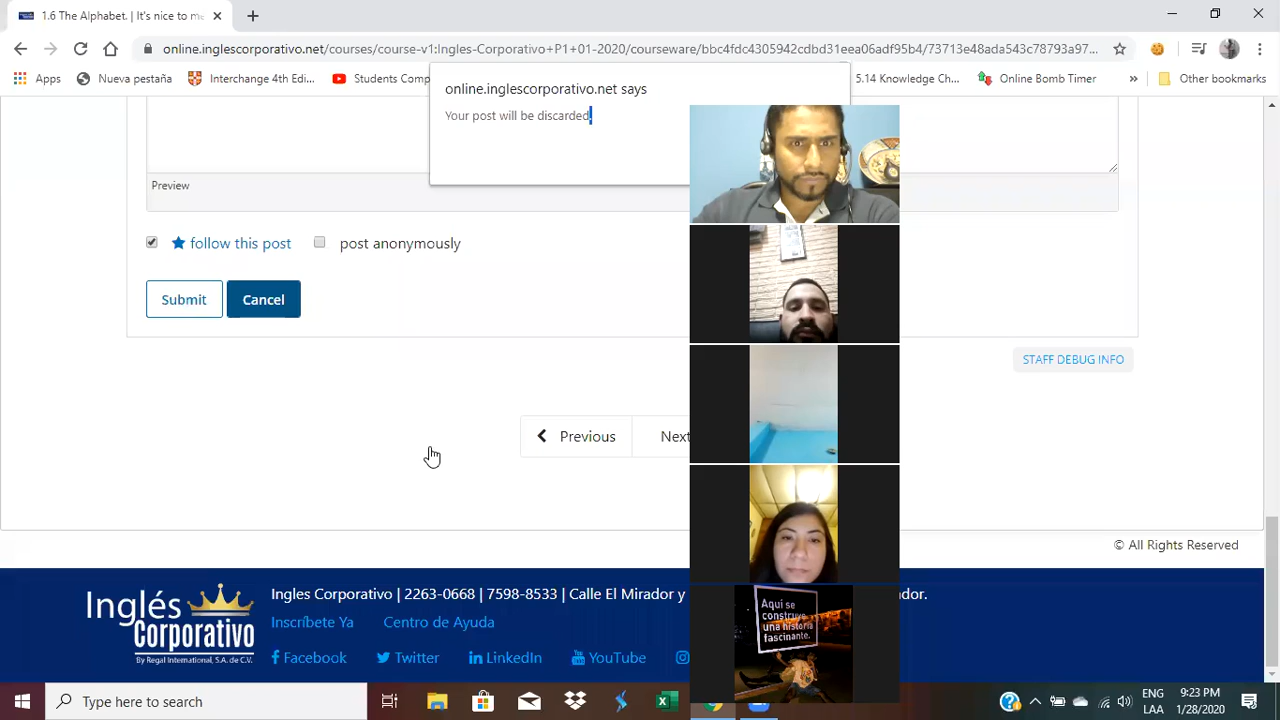 1.6 The magazine. | It's
online.inglescorporativo.net/courses/course-v1:Ingles-Corporativo+P1+01-2020/courseware/bbc4fdc4305942cdbd31eea06adf95b4/73713e48ada543c78793a97...
Apps
Nueva pestaña
Interchange 4th Edi...
Students Comp
5.14 Knowledge Ch...
Online Bomb Timer
»
Other bookmarks
online.inglescorporativo.net says
Your post will be discarded.
Preview
follow this post
post anonymously
Submit
Cancel
STAFF DEBUG INFO
Previous
Next
© All Rights Reserved
Inglés
Corporativo
By Regal International, S.A. de C.V.
Ingles Corporativo | 2263-0668 | 7598-8533 | Calle El Mirador y
dor.
Inscríbete Ya
Centro de Ayuda
Facebook
Twitter
LinkedIn
YouTube
Aquí se
construye
una historia
fascinante.
Type here to search
ENG
LAA
9:23 PM
1/28/2020